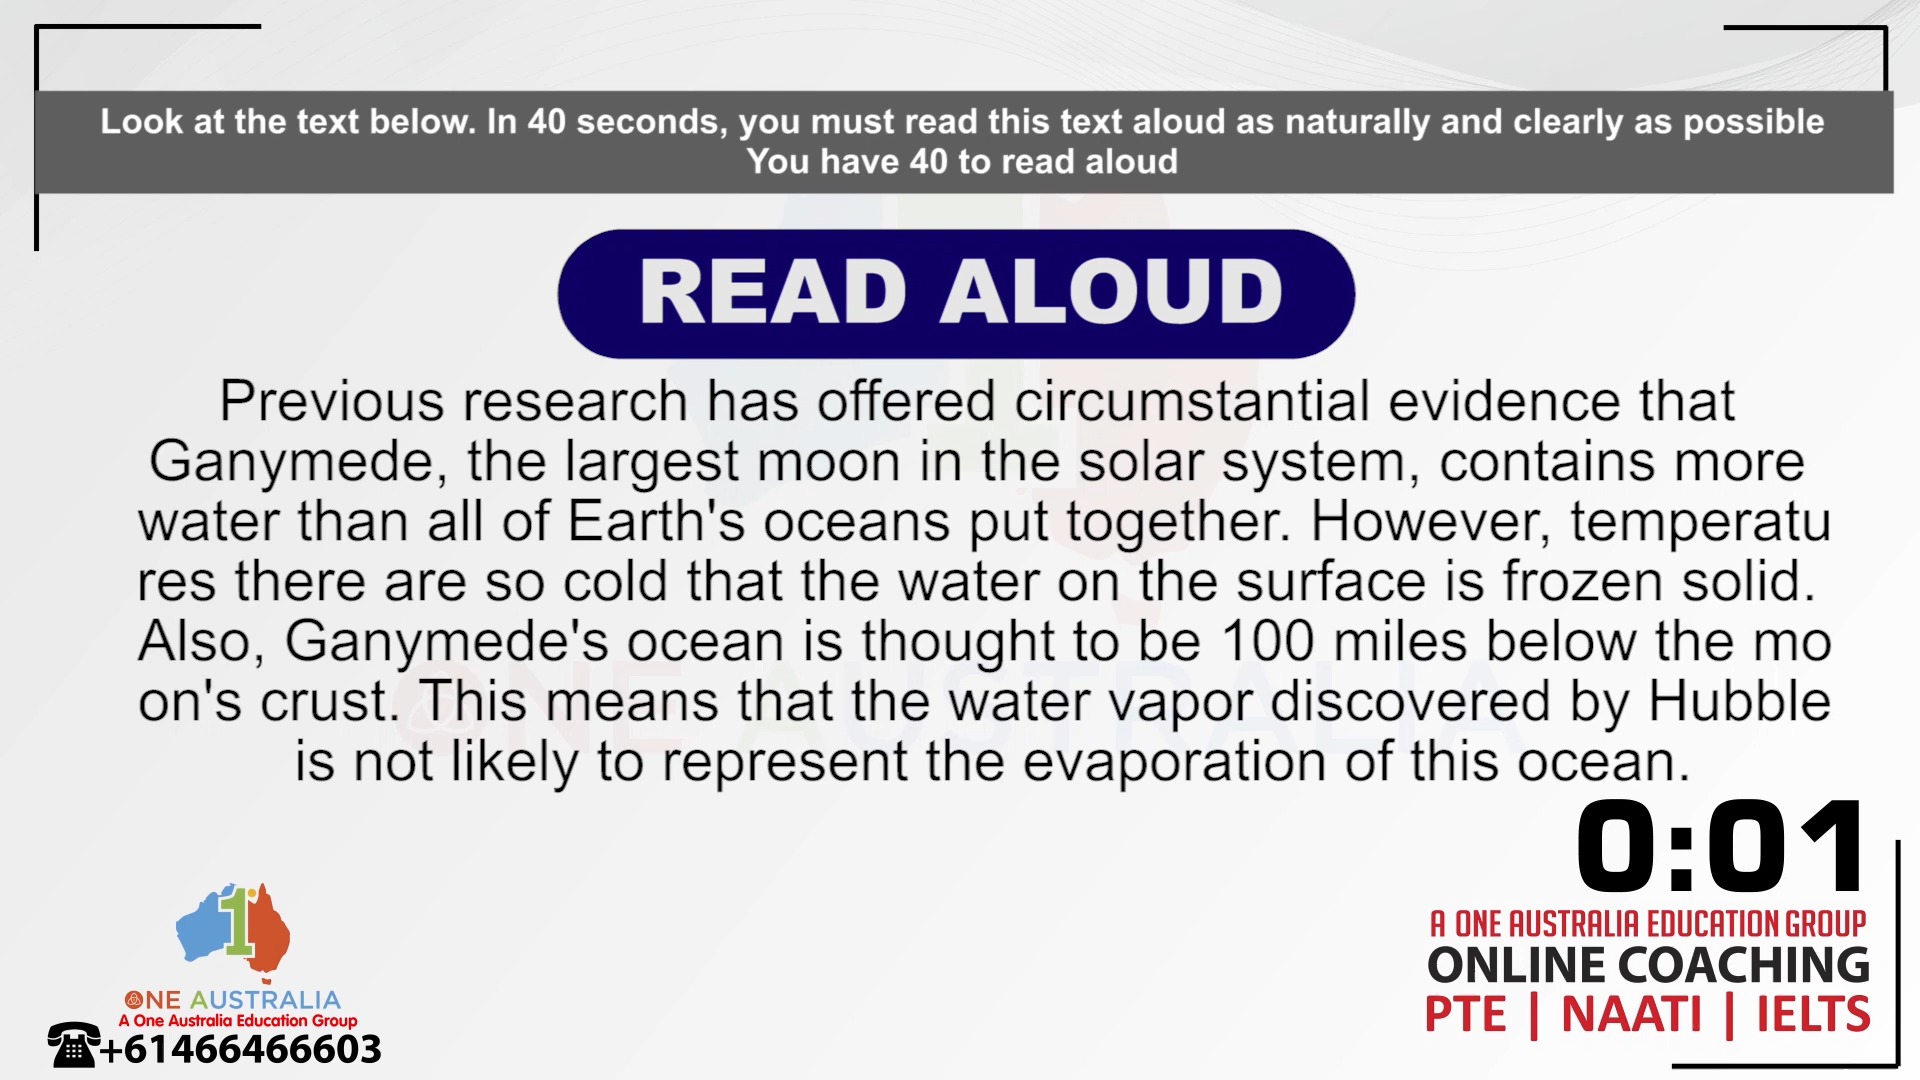 Look at the text below. In 40 seconds, you must read this text aloud as naturally and clearly as possible
You have 40 to read aloud
READ ALOUD
Previous research has offered circumstantial evidence that
Ganymede, the largest moon in the solar system, contains more
water than all of Earth's oceans put together. However, temperatu
res there are so cold that the water on the surface is frozen solid.
Also, Ganymede's ocean is thought to be 100 miles below the mo
on's crust. This means that the water vapor discovered by Hubble
is not likely to represent the evaporation of this ocean.
0:01
A ONE AUSTRALIA EDUCATION GROUP
ONLINE COACHING
PTE | NAATI | IELTS
1
ONE AUSTRALIA
A One Australia Education Group
+61466466603
ONE AUSTRALIA